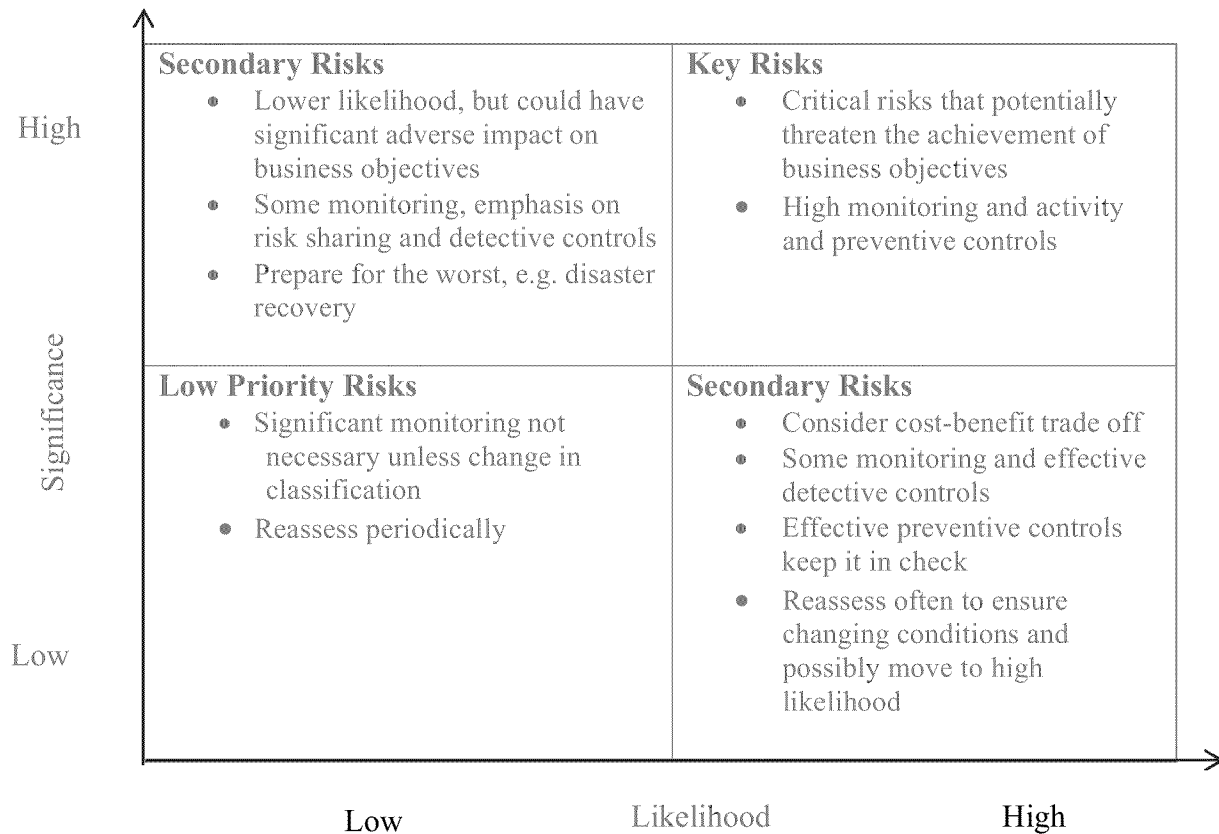 High
Significance
Low
Secondary Risks
• Lower likelihood, but could have
significant adverse impact on
business objectives
• Some monitoring, emphasis on
risk sharing and detective controls
• Prepare for the worst, e.g. disaster
recovery
Key Risks
• Critical risks that potentially
threaten the achievement of
business objectives
• High monitoring and activity
and preventive controls
Low Priority Risks
• Significant monitoring not
necessary unless change in
classification
• Reassess periodically
Secondary Risks
• Consider cost-benefit trade off
• Some monitoring and effective
detective controls
• Effective preventive controls
keep it in check
• Reassess often to ensure
changing conditions and
possibly move to high
likelihood
Low
Likelihood
High